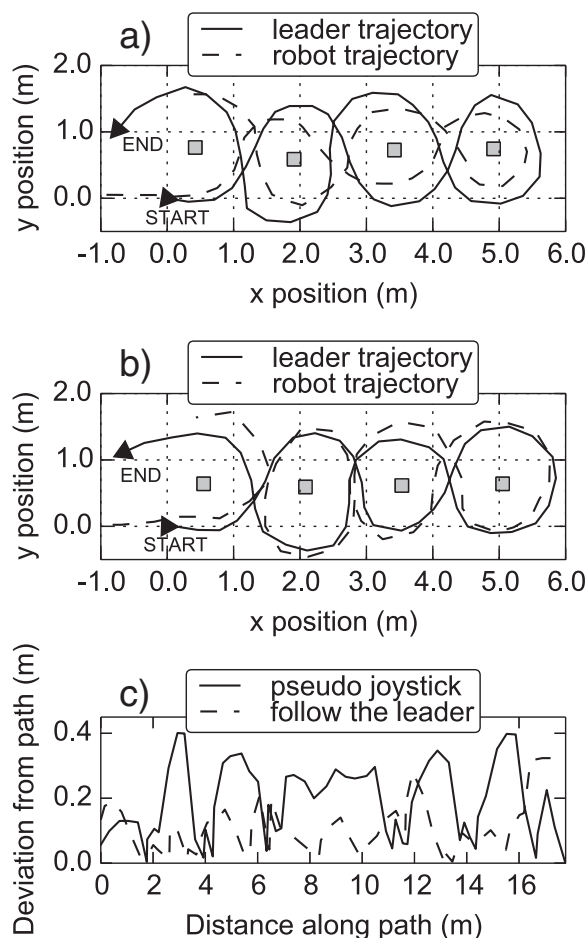 a)
leader trajectory
robot trajectory
y position (m)
2.0
1.0
0.0
END
START
-1.0 0.0 1.0 2.0 3.0 4.0 5.0 6.0
x position (m)
b)
leader trajectory
robot trajectory
y position (m)
2.0
1.0
0.0
END
START
-1.0 0.0 1.0 2.0 3.0 4.0 5.0 6.0
x position (m)
c)
pseudo joystick
follow the leader
Deviation from path (m)
0.4
0.2
0.0
0 2 4 6 8 10 12 14 16
Distance along path (m)